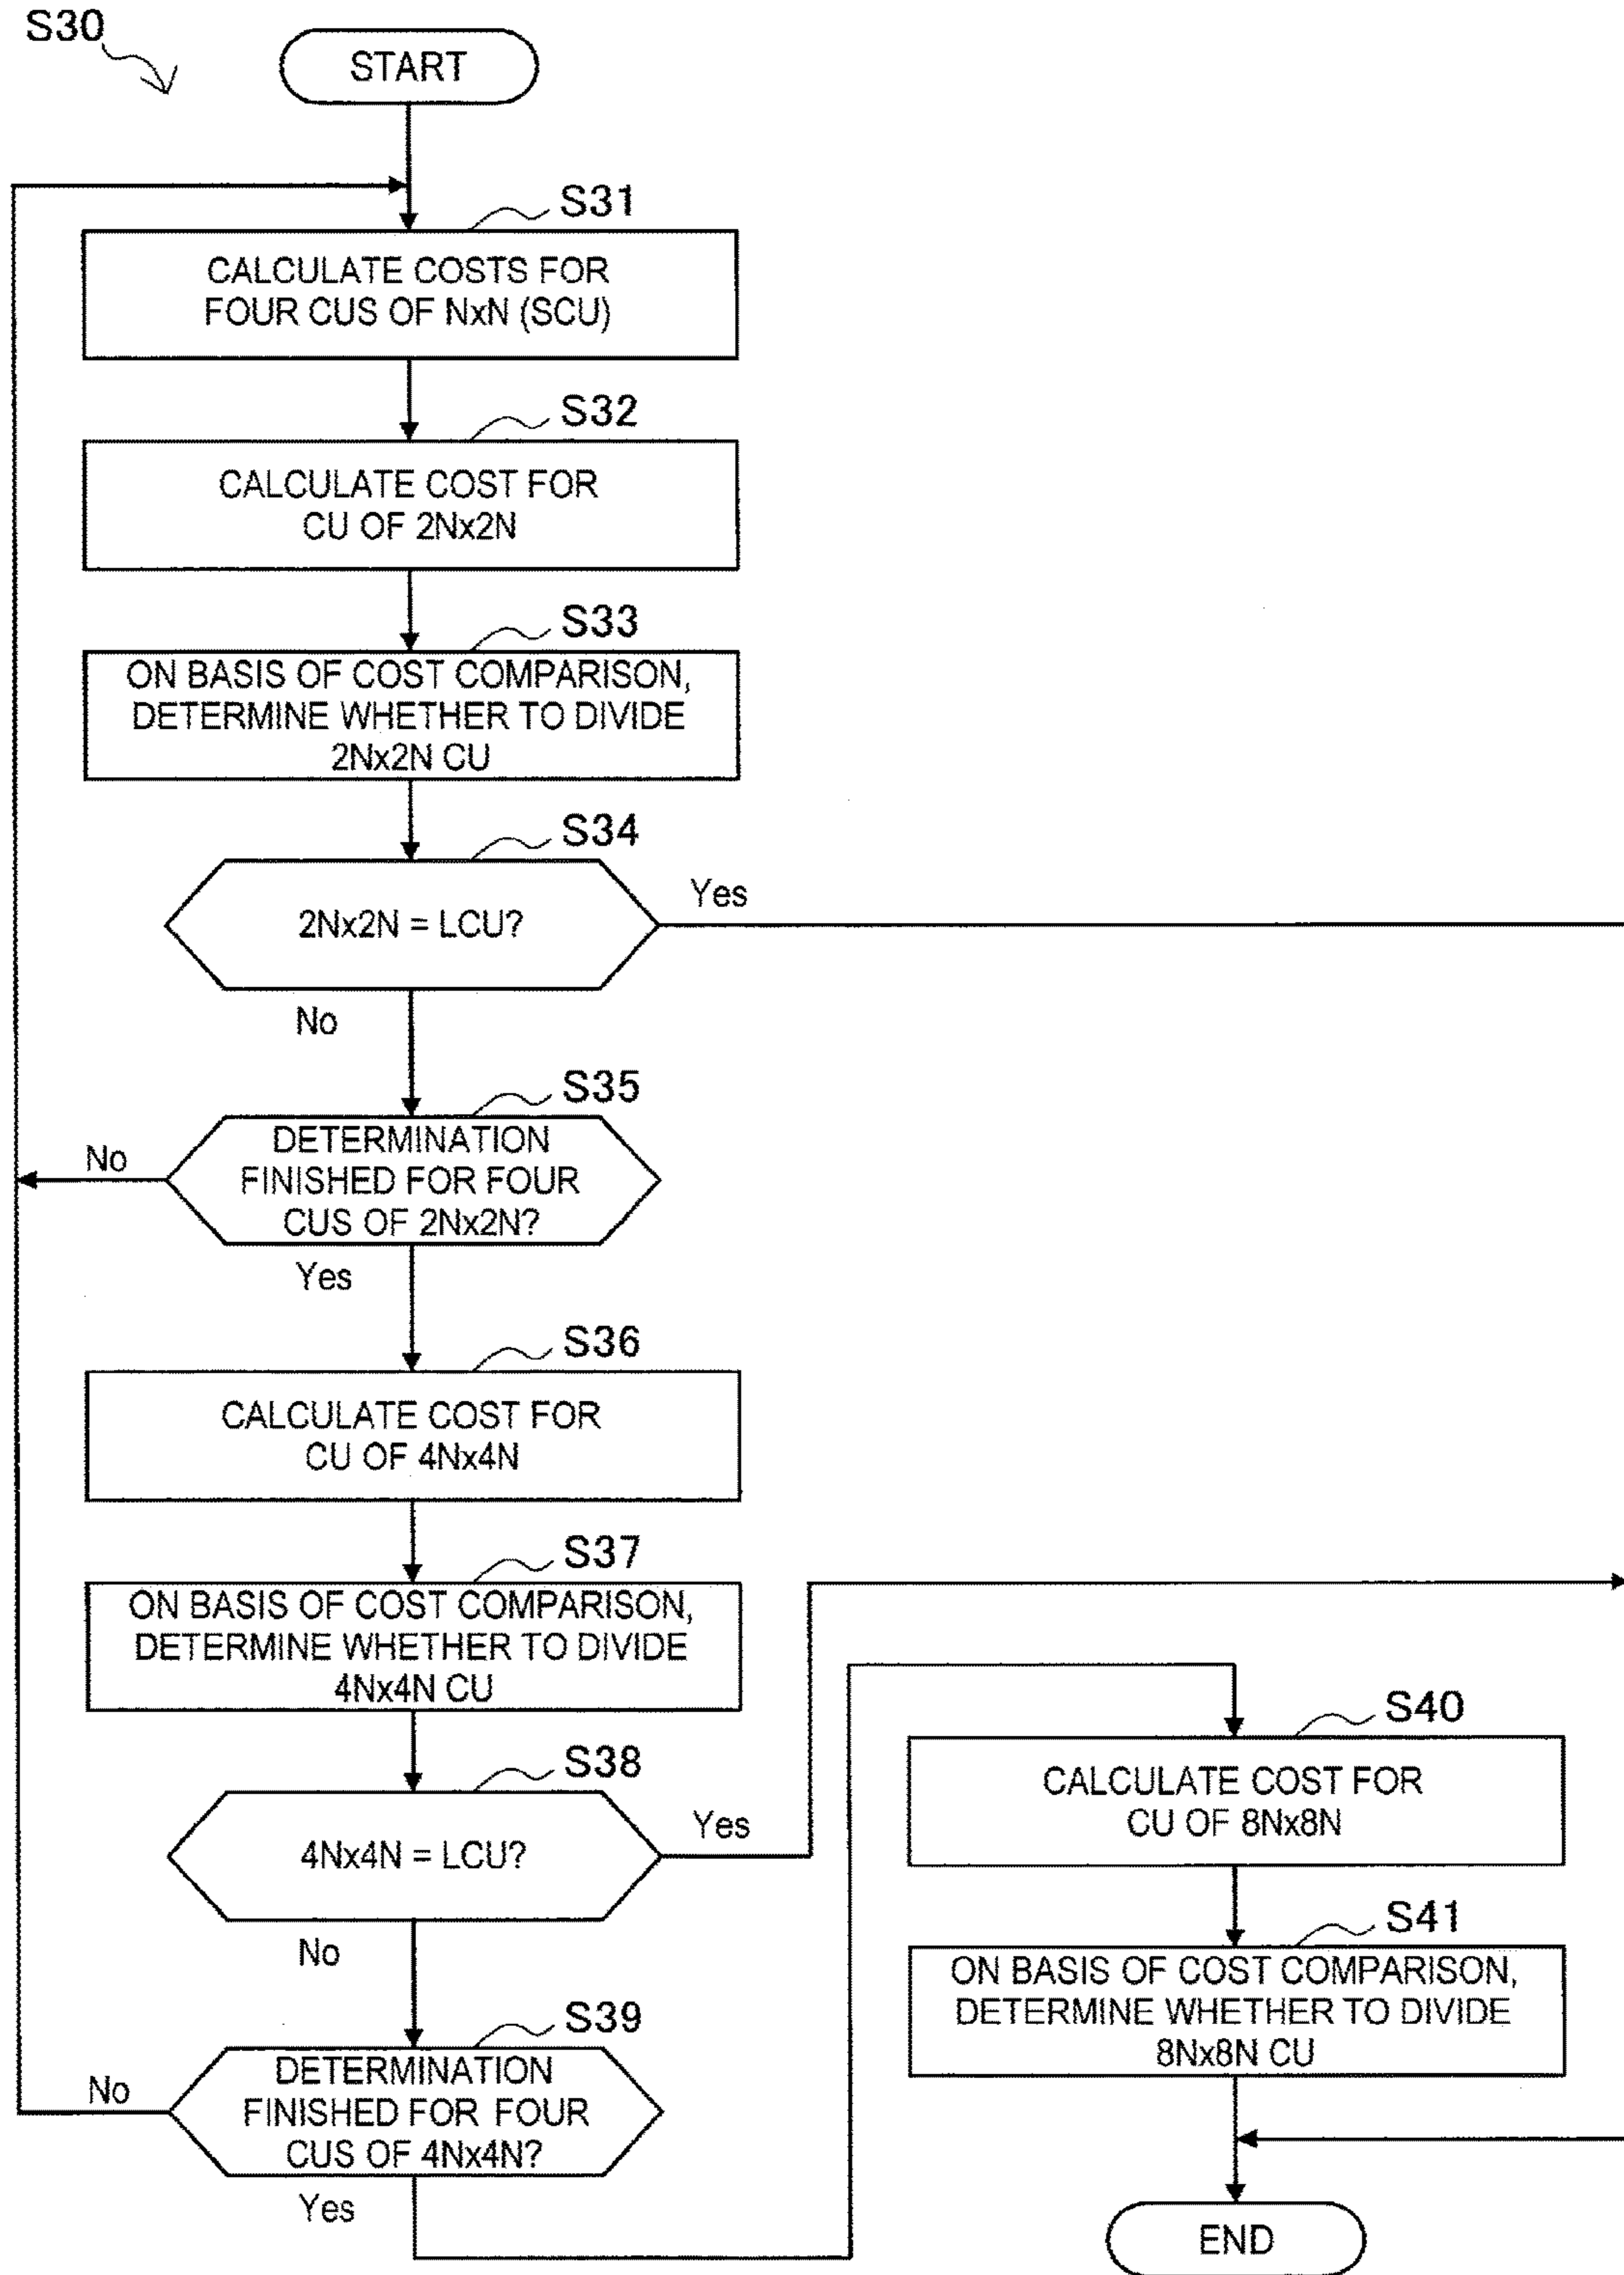 S30
START
S31
CALCULATE COSTS FOR
FOUR CUS OF NxN (SCU)
S32
CALCULATE COST FOR
CU OF 2Nx2N
S33
ON BASIS OF COST COMPARISON,
DETERMINE WHETHER TO DIVIDE
2Nx2N CU
S34
2Nx2N = LCU?
Yes
No
S35
DETERMINATION
FINISHED FOR FOUR
CUS OF 2Nx2N?
No
Yes
S36
CALCULATE COST FOR
CU OF 4Nx4N
S37
ON BASIS OF COST COMPARISON,
DETERMINE WHETHER TO DIVIDE
4Nx4N CU
S38
4Nx4N = LCU?
Yes
No
S39
DETERMINATION
FINISHED FOR FOUR
CUS OF 4Nx4N?
No
Yes
S40
CALCULATE COST FOR
CU OF 8Nx8N
S41
ON BASIS OF COST COMPARISON,
DETERMINE WHETHER TO DIVIDE
8Nx8N CU
END